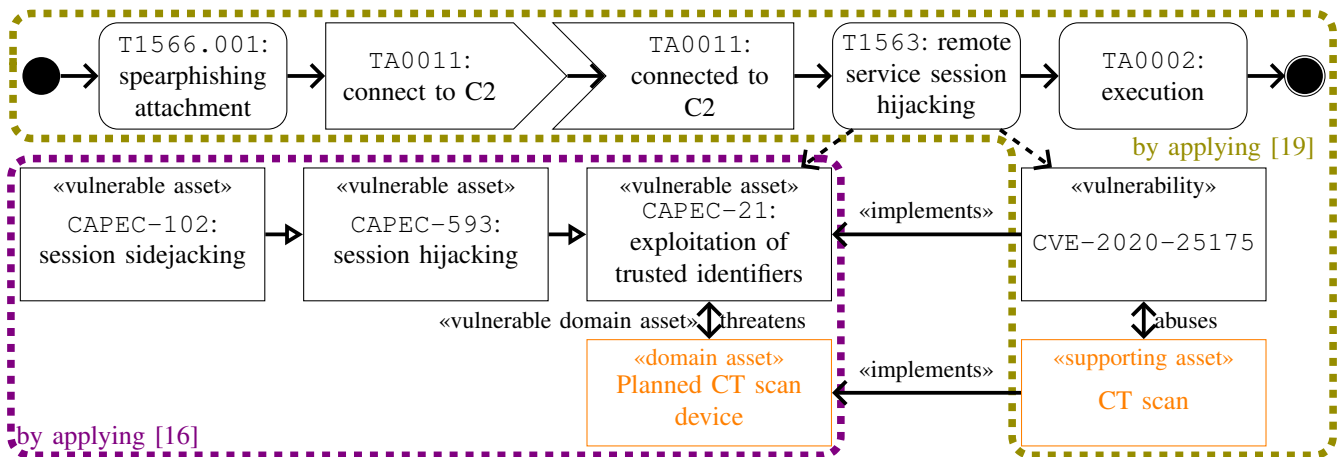 T1566.001:
spearphishing
attachment
TA0011:
connect to C2
TA0011:
connected to
C2
T1563: remote
service session
hijacking
TA0002:
execution
by applying [19]
«vulnerable asset»
CAPEC-102:
session sidejacking
«vulnerable asset»
CAPEC-593:
session hijacking
«vulnerable asset»
CAPEC-21:
exploitation of
trusted identifiers
«implements»
«vulnerability»
CVE-2020-25175
«vulnerable domain asset»
threatens
abuses
«domain asset»
Planned CT scan
device
«implements»
«supporting asset»
CT scan
by applying [16]